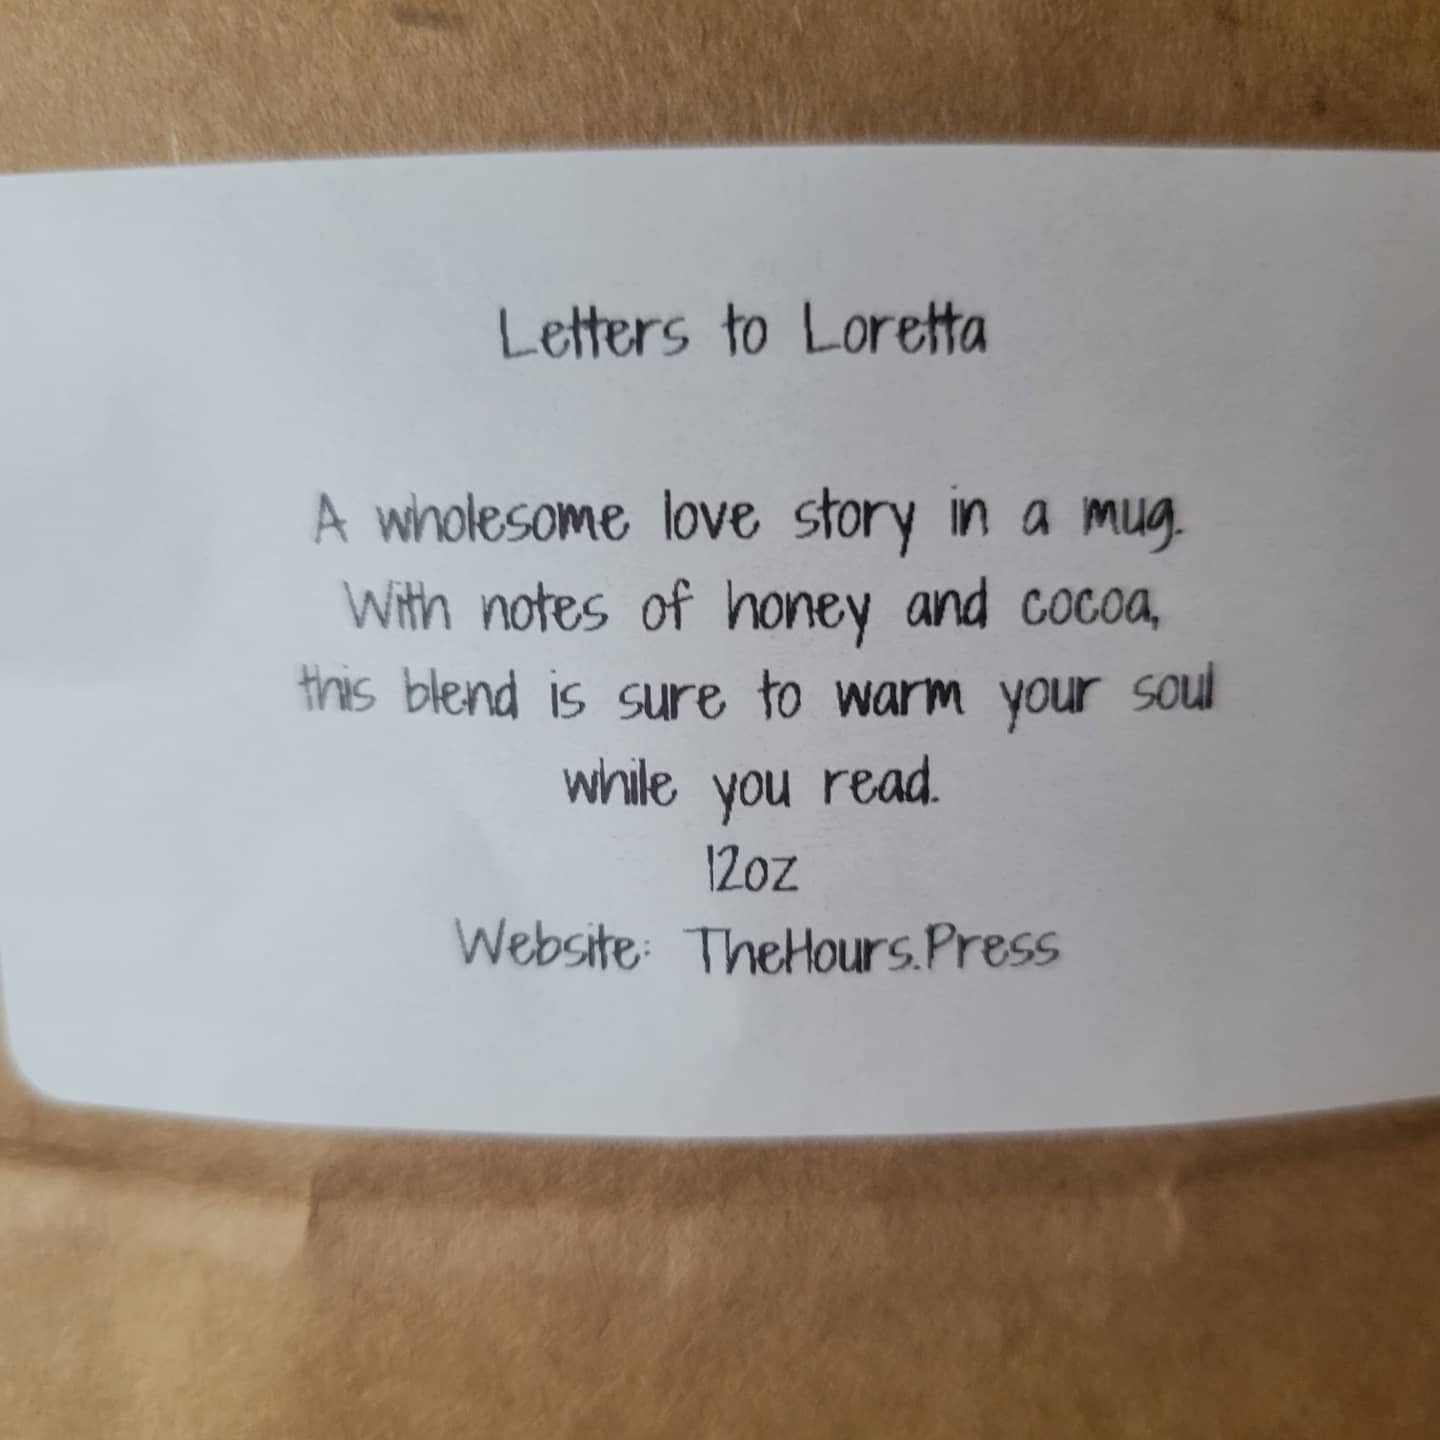 Letters to Loretta
A wholesome love story in a mug.
With notes of honey and cocoa,
this blend is sure to warm your soul
while you read.
12oz
Website: TheHours.Press